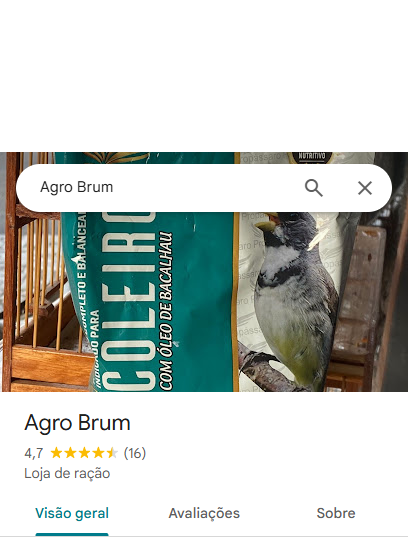 NUTRITIVO
Agro Brum
COMPLETO E BALANCEA
INDICADO PARA
COLEIRO
COM ÓLEO DE BACALHAU
Agro Brum
4,7 (16)
Loja de ração
Visão geral
Avaliações
Sobre